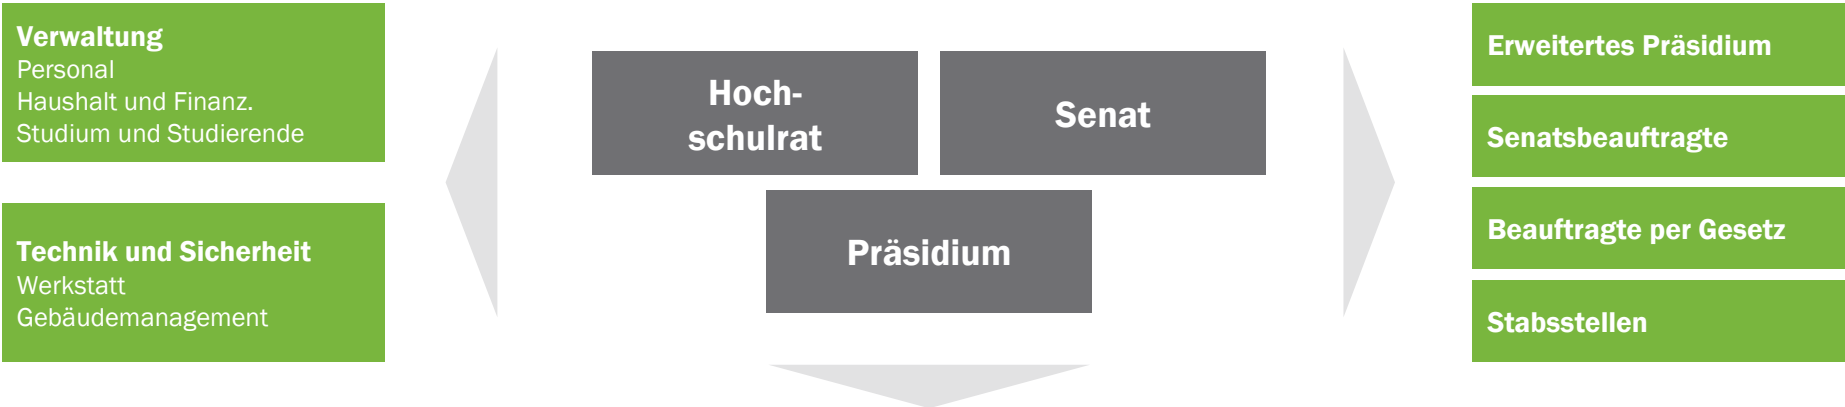 Verwaltung
Personal
Haushalt und Finanz.
Studium und Studierende
Technik und Sicherheit
Werkstatt
Gebäudemanagement
Hoch-
schulrat
Senat
Präsidium
Erweitertes Präsidium
Senatsbeauftragte
Beauftragte per Gesetz
Stabsstellen